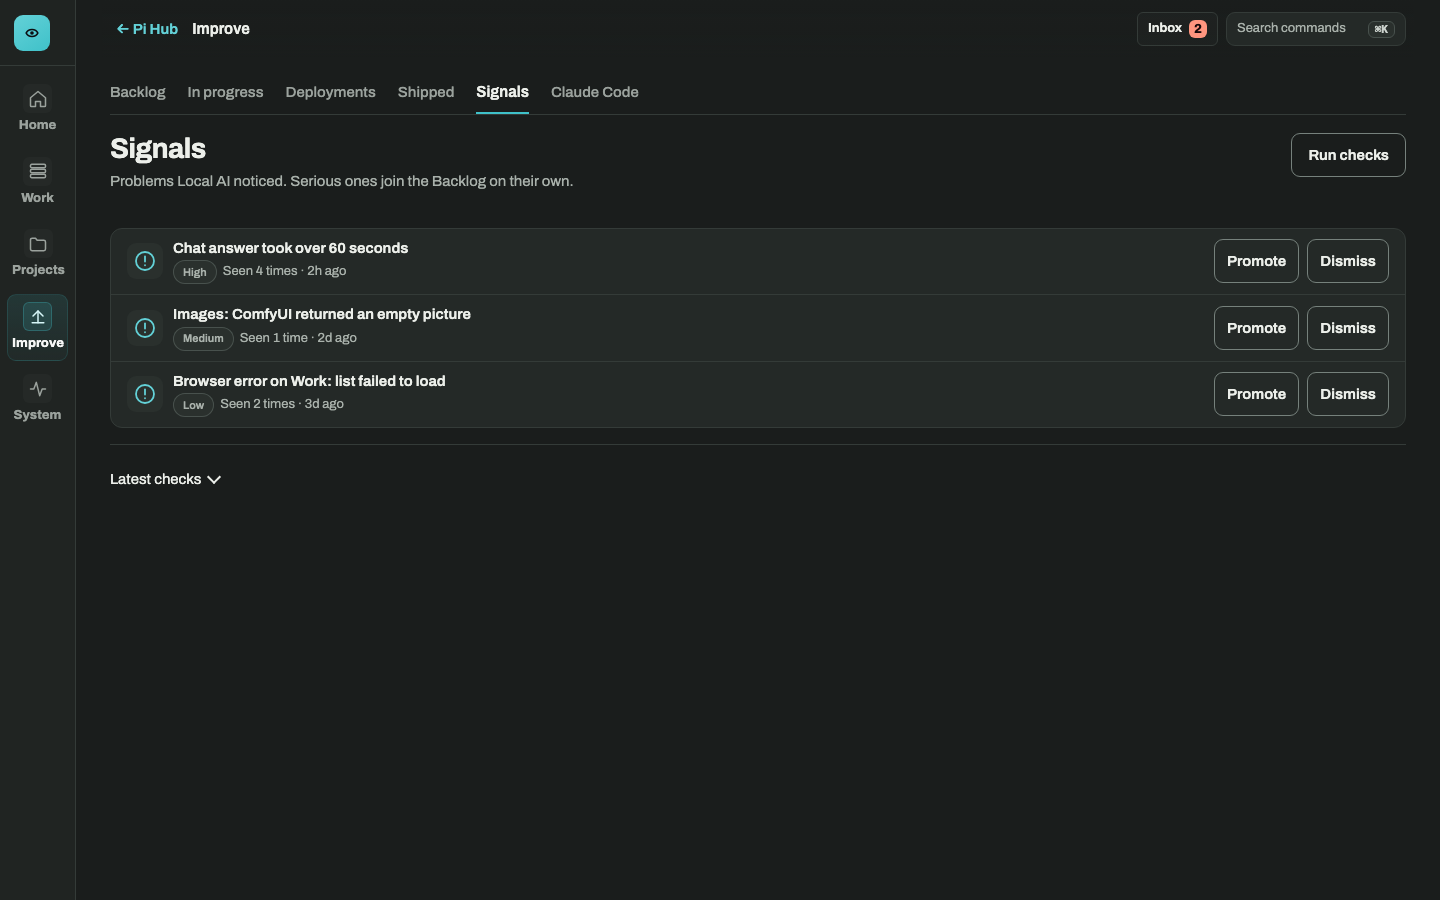 ← Pi Hub Improve
Inbox 2
Search commands ⌘K
Home
Work
Projects
Improve
System
Backlog In progress Deployments Shipped Signals Claude Code
Signals
Problems Local AI noticed. Serious ones join the Backlog on their own.
Run checks
Chat answer took over 60 seconds
High Seen 4 times · 2h ago
Promote Dismiss
Images: ComfyUI returned an empty picture
Medium Seen 1 time · 2d ago
Promote Dismiss
Browser error on Work: list failed to load
Low Seen 2 times · 3d ago
Promote Dismiss
Latest checks